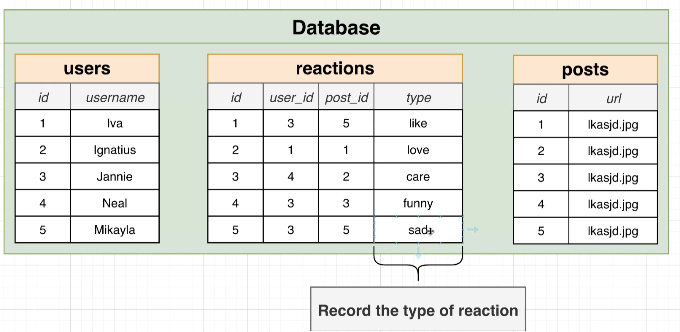 Database
users
id username
1 Iva
2 Ignatius
3 Jannie
4 Neal
5 Mikayla
reactions
id user_id post_id type
1 3 5 like
2 1 1 love
3 4 2 care
4 3 3 funny
5 3 5 sad
posts
id url
1 lkasjd.jpg
2 lkasjd.jpg
3 lkasjd.jpg
4 lkasjd.jpg
5 lkasjd.jpg
Record the type of reaction